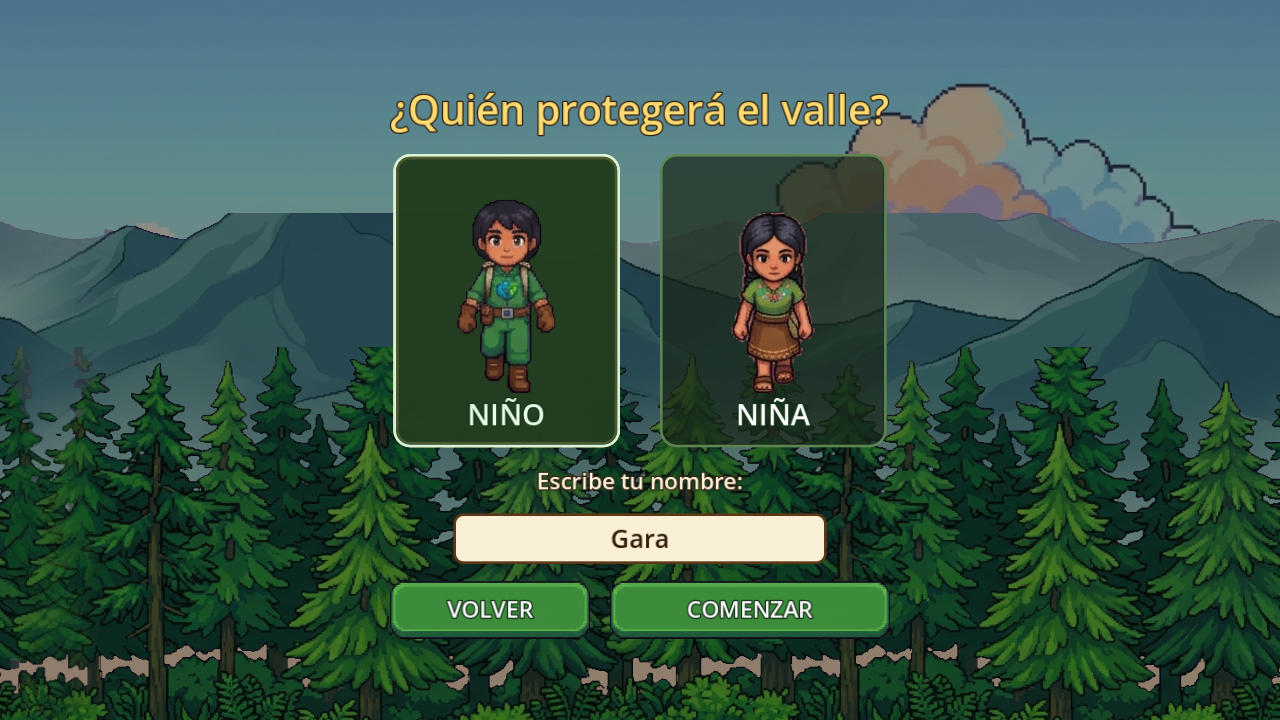 ¿Quién protegerá el valle?
NIÑO
NIÑA
Escribe tu nombre:
Gara
VOLVER
COMENZAR